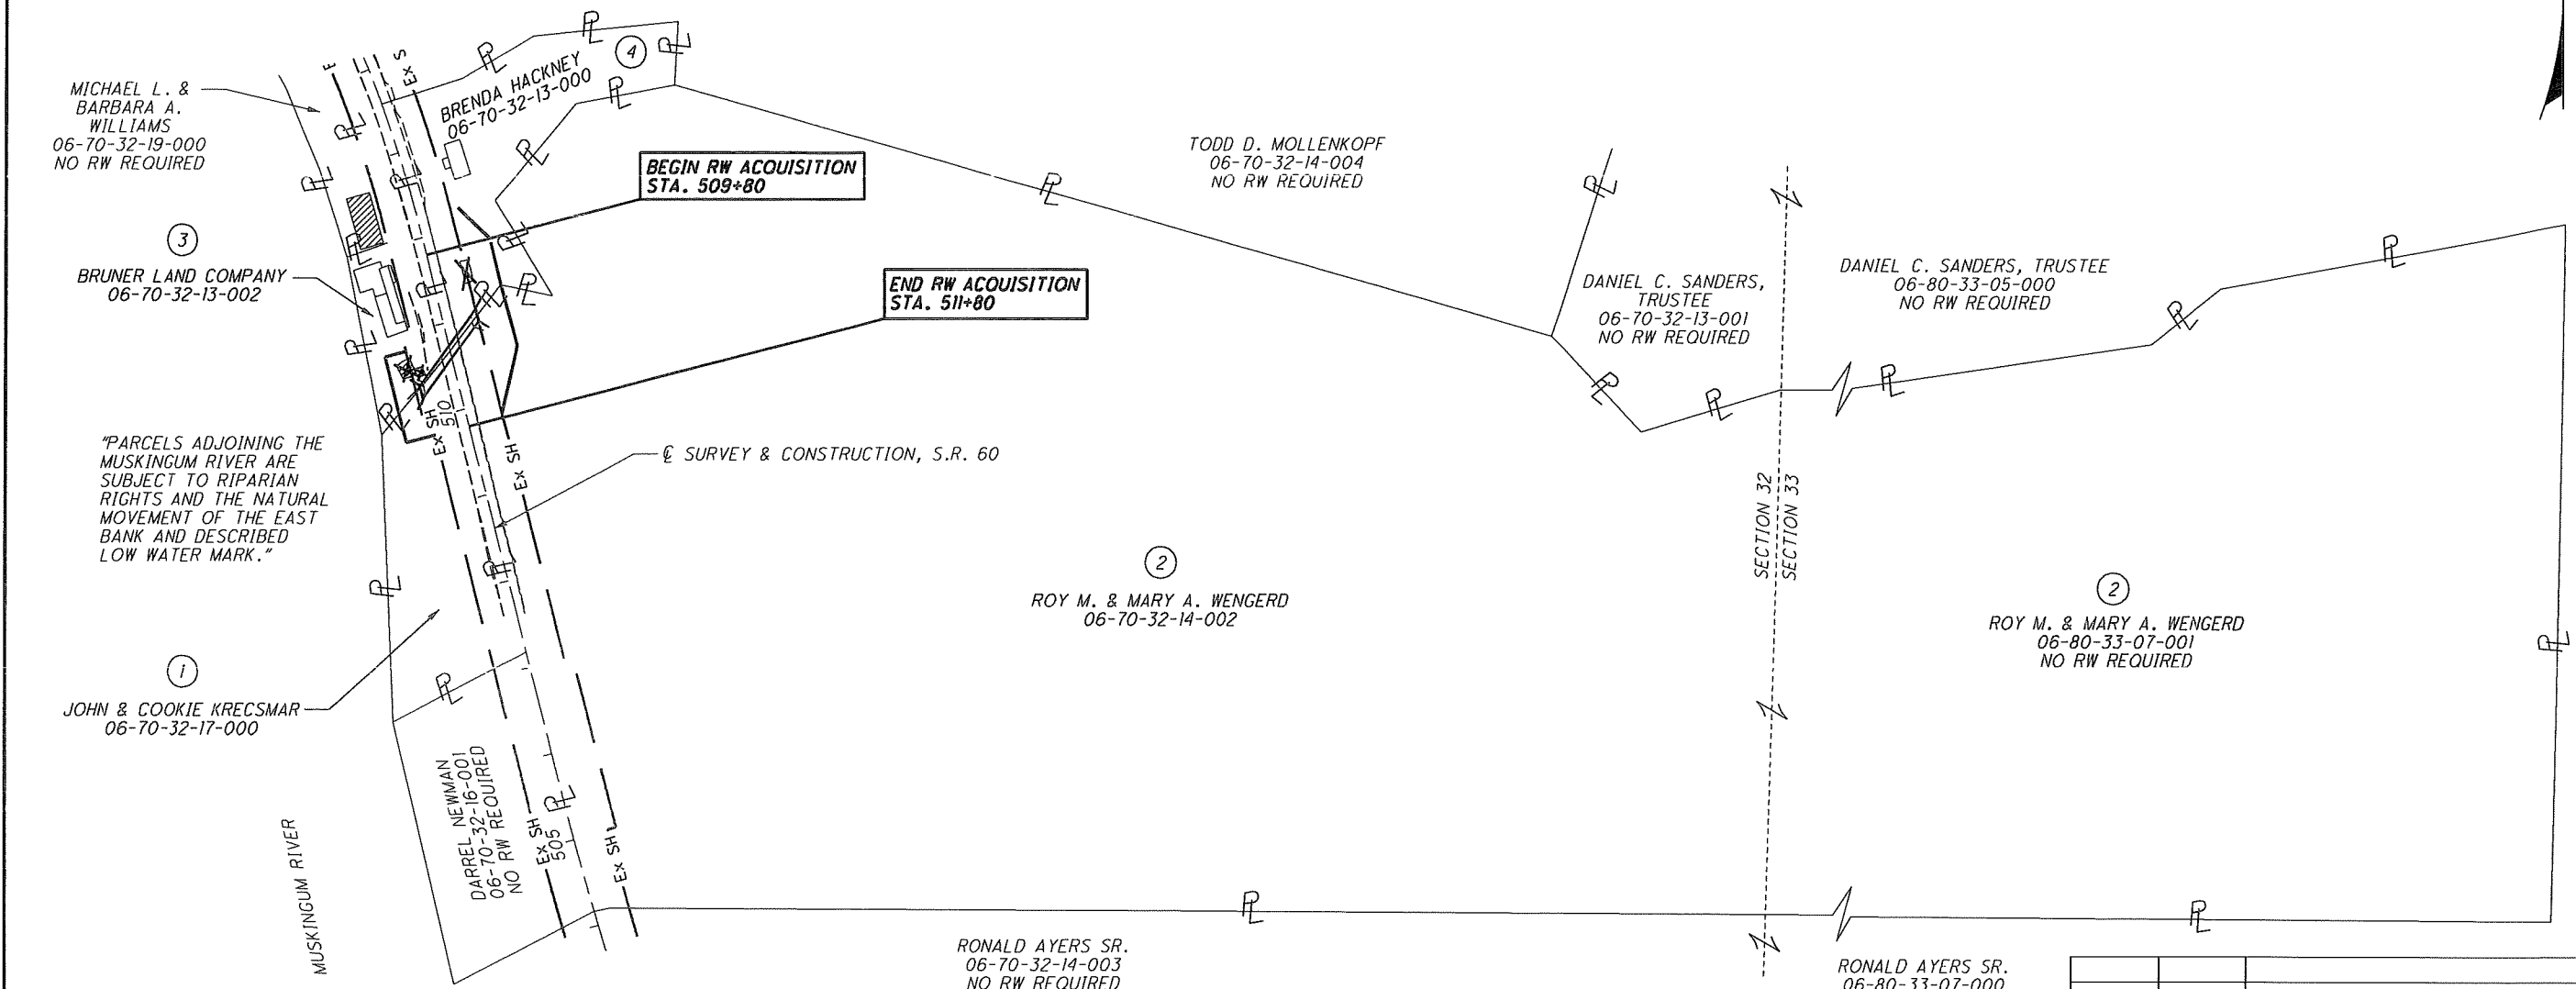 MICHAEL L. &
BARBARA A.
WILLIAMS
06-70-32-19-000
NO RW REQUIRED
E
Ex S
BRENDA HACKNEY
06-70-32-13-000
4
BEGIN RW ACQUISITION
STA. 509+80
TODD D. MOLLENKOPF
06-70-32-14-004
NO RW REQUIRED
3
BRUNER LAND COMPANY
06-70-32-13-002
END RW ACQUISITION
STA. 511+80
DANIEL C. SANDERS,
TRUSTEE
06-70-32-13-001
NO RW REQUIRED
DANIEL C. SANDERS, TRUSTEE
06-80-33-05-000
NO RW REQUIRED
"PARCELS ADJOINING THE
MUSKINGUM RIVER ARE
SUBJECT TO RIPARIAN
RIGHTS AND THE NATURAL
MOVEMENT OF THE EAST
BANK AND DESCRIBED
LOW WATER MARK."
Ex SH
510
Ex SH
℄ SURVEY & CONSTRUCTION, S.R. 60
SECTION 32
SECTION 33
2
ROY M. & MARY A. WENGERD
06-70-32-14-002
2
ROY M. & MARY A. WENGERD
06-80-33-07-001
NO RW REQUIRED
1
JOHN & COOKIE KRECSMAR
06-70-32-17-000
DARREL NEWMAN
06-70-32-16-001
NO RW REQUIRED
Ex SH
505
Ex SH
MUSKINGUM RIVER
RONALD AYERS SR.
06-70-32-14-003
NO RW REQUIRED
RONALD AYERS SR.
06-80-33-07-000